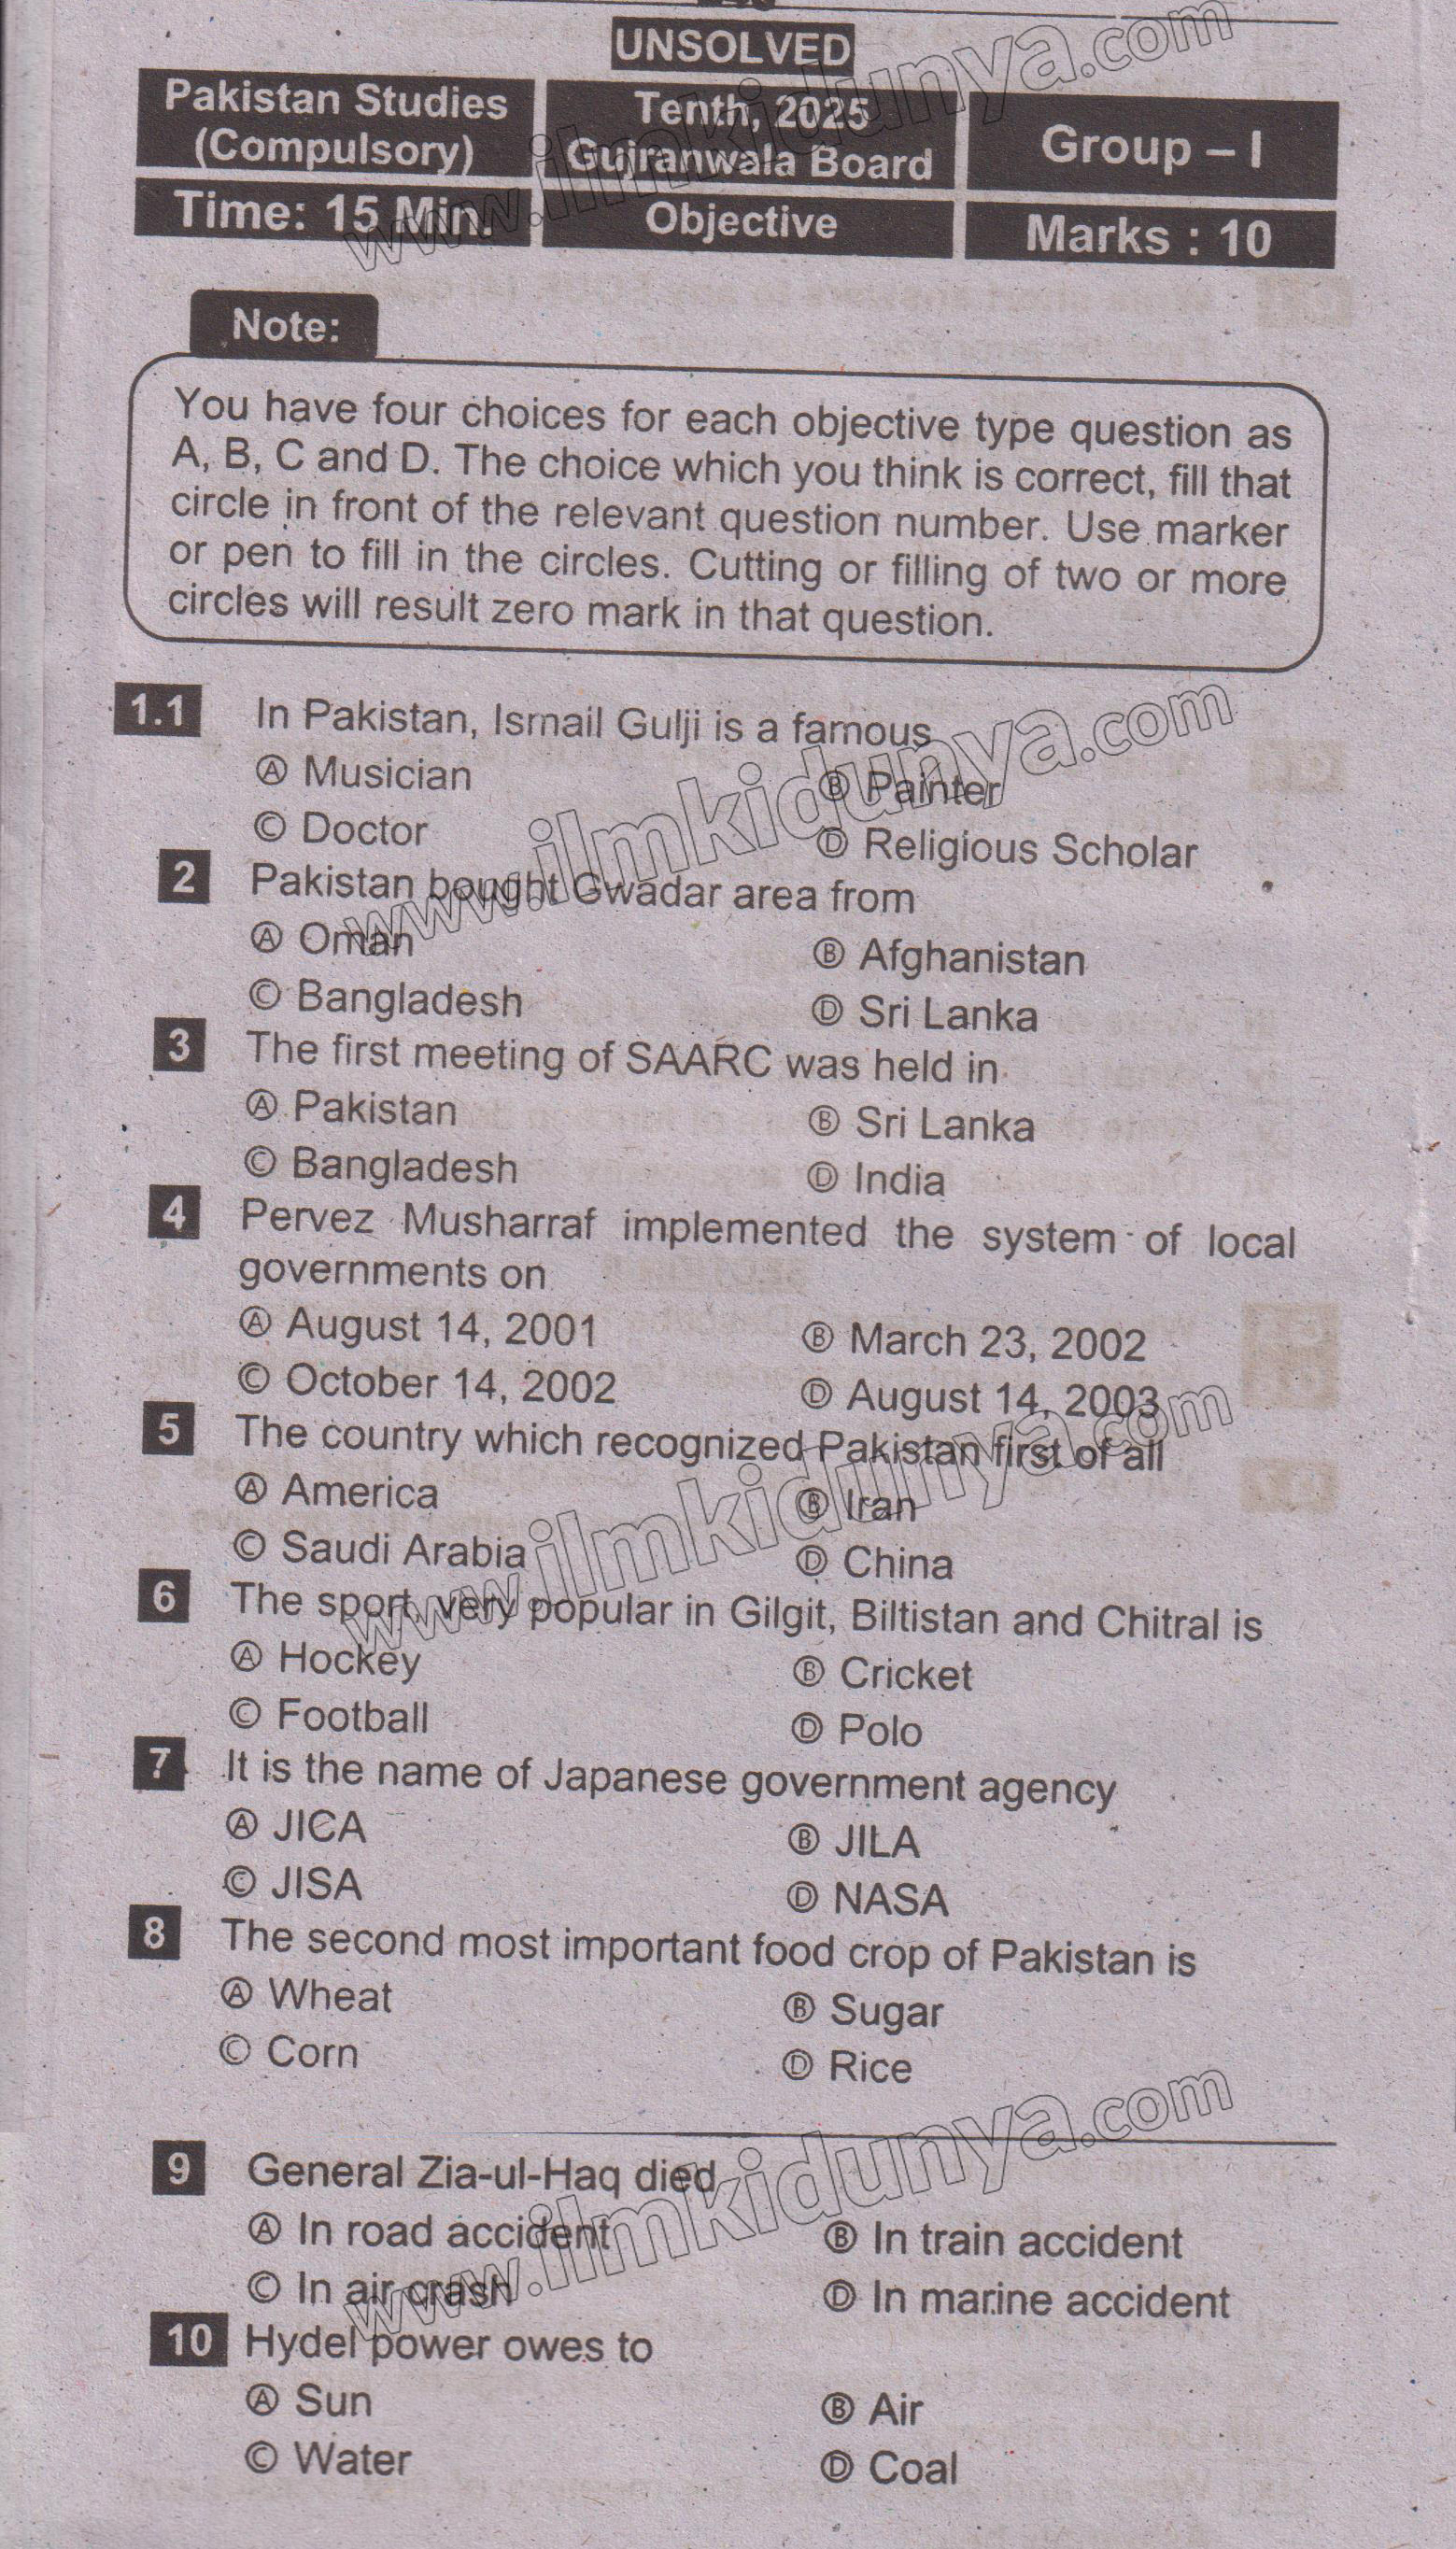 UNSOLVED
Pakistan Studies (Compulsory)
Tenth, 2025 Gujranwala Board
Group – I
Time: 15 Min.
Objective
Marks : 10
Note:
You have four choices for each objective type question as
A, B, C and D. The choice which you think is correct, fill that
circle in front of the relevant question number. Use marker
or pen to fill in the circles. Cutting or filling of two or more
circles will result zero mark in that question.
1.1 In Pakistan, Ismail Gulji is a famous
Ⓐ Musician Ⓑ Painter
Ⓒ Doctor Ⓓ Religious Scholar
2 Pakistan bought Gwadar area from
Ⓐ Oman Ⓑ Afghanistan
Ⓒ Bangladesh Ⓓ Sri Lanka
3 The first meeting of SAARC was held in
Ⓐ Pakistan Ⓑ Sri Lanka
Ⓒ Bangladesh Ⓓ India
4 Pervez Musharraf implemented the system of local
governments on
Ⓐ August 14, 2001 Ⓑ March 23, 2002
Ⓒ October 14, 2002 Ⓓ August 14, 2003
5 The country which recognized Pakistan first of all
Ⓐ America Ⓑ Iran
Ⓒ Saudi Arabia Ⓓ China
6 The sport, very popular in Gilgit, Biltistan and Chitral is
Ⓐ Hockey Ⓑ Cricket
Ⓒ Football Ⓓ Polo
7 It is the name of Japanese government agency
Ⓐ JICA Ⓑ JILA
Ⓒ JISA Ⓓ NASA
8 The second most important food crop of Pakistan is
Ⓐ Wheat Ⓑ Sugar
Ⓒ Corn Ⓓ Rice
9 General Zia-ul-Haq died
Ⓐ In road accident Ⓑ In train accident
Ⓒ In air crash Ⓓ In marine accident
10 Hydel power owes to
Ⓐ Sun Ⓑ Air
Ⓒ Water Ⓓ Coal
www.ilmkidunya.com
www.ilmkidunya.com
www.ilmkidunya.com
www.ilmkidunya.com